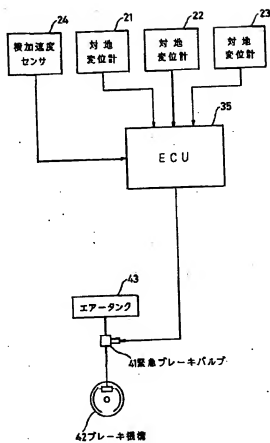 24
横加速度
センサ
21
対地
変位計
22
対地
変位計
23
対地
変位計
35
ECU
43
エアータンク
41緊急ブレーキバルブ
42ブレーキ機構